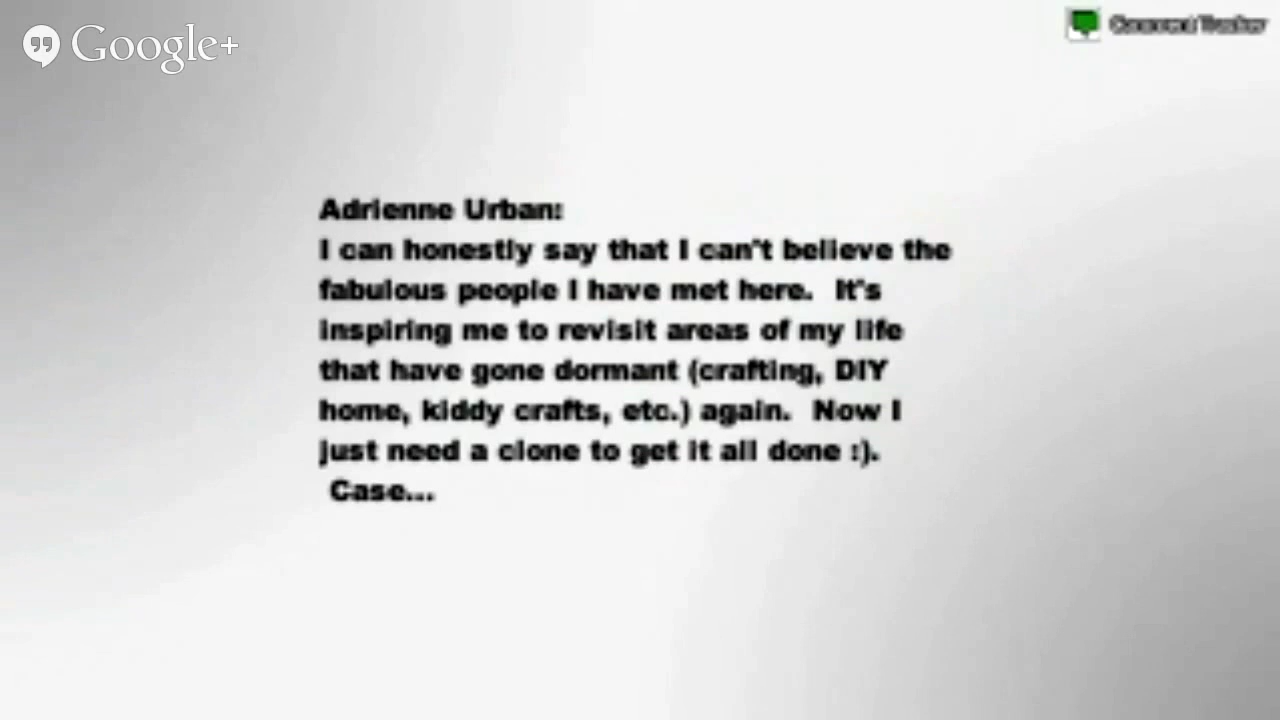 Google+
Comment Tracker
Adrienne Urban:
I can honestly say that I can't believe the
fabulous people I have met here.  It's
inspiring me to revisit areas of my life
that have gone dormant (crafting, DIY
home, kiddy crafts, etc.) again.  Now I
just need a clone to get it all done :).
Case...